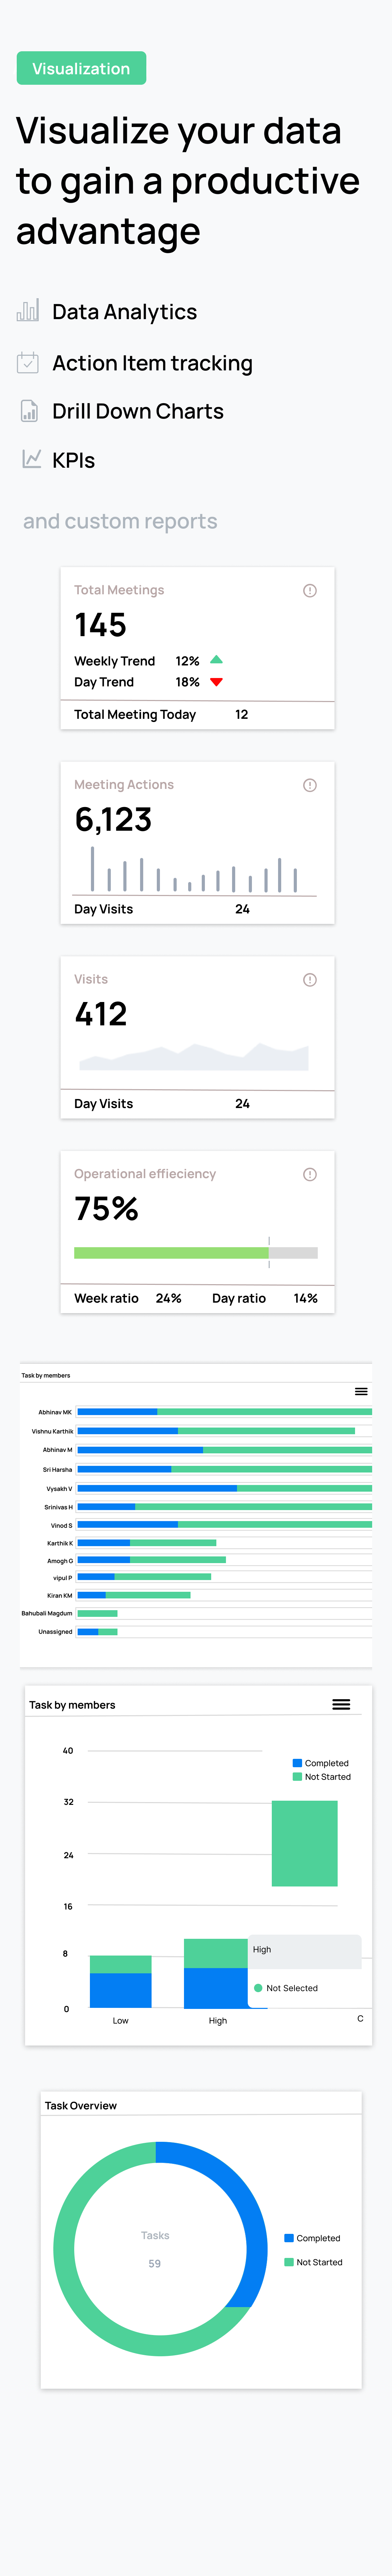 Visualization
Visualize your data
to gain a productive
advantage
Data Analytics
Action Item tracking
Drill Down Charts
KPIs
and custom reports
Total Meetings
145
Weekly Trend 12%
Day Trend 18%
Total Meeting Today 12
Meeting Actions
6,123
Day Visits 24
Visits
412
Day Visits 24
Operational effieciency
75%
Week ratio 24% Day ratio 14%
Task by members
Abhinav MK
Vishnu Karthik
Abhinav M
Sri Harsha
Vysakh V
Srinivas H
Vinod S
Karthik K
Amogh G
vipul P
Kiran KM
Bahubali Magdum
Unassigned
Task by members
40
Completed
Not Started
32
24
16
8
High
Not Selected
0
Low High C
Task Overview
Tasks
59
Completed
Not Started